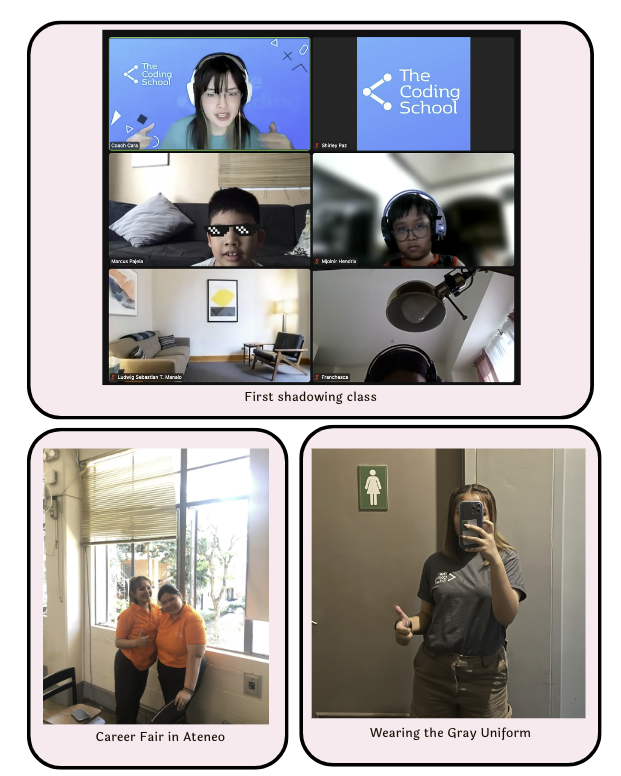 The
Coding
School
Coach Cara
The
Coding
School
Shirley Paz
Marcus Pajela
Mjolnir Hendrix
Ludwig Sebastian T. Manalo
Franchesca
First shadowing class
Career Fair in Ateneo
Wearing the Gray Uniform